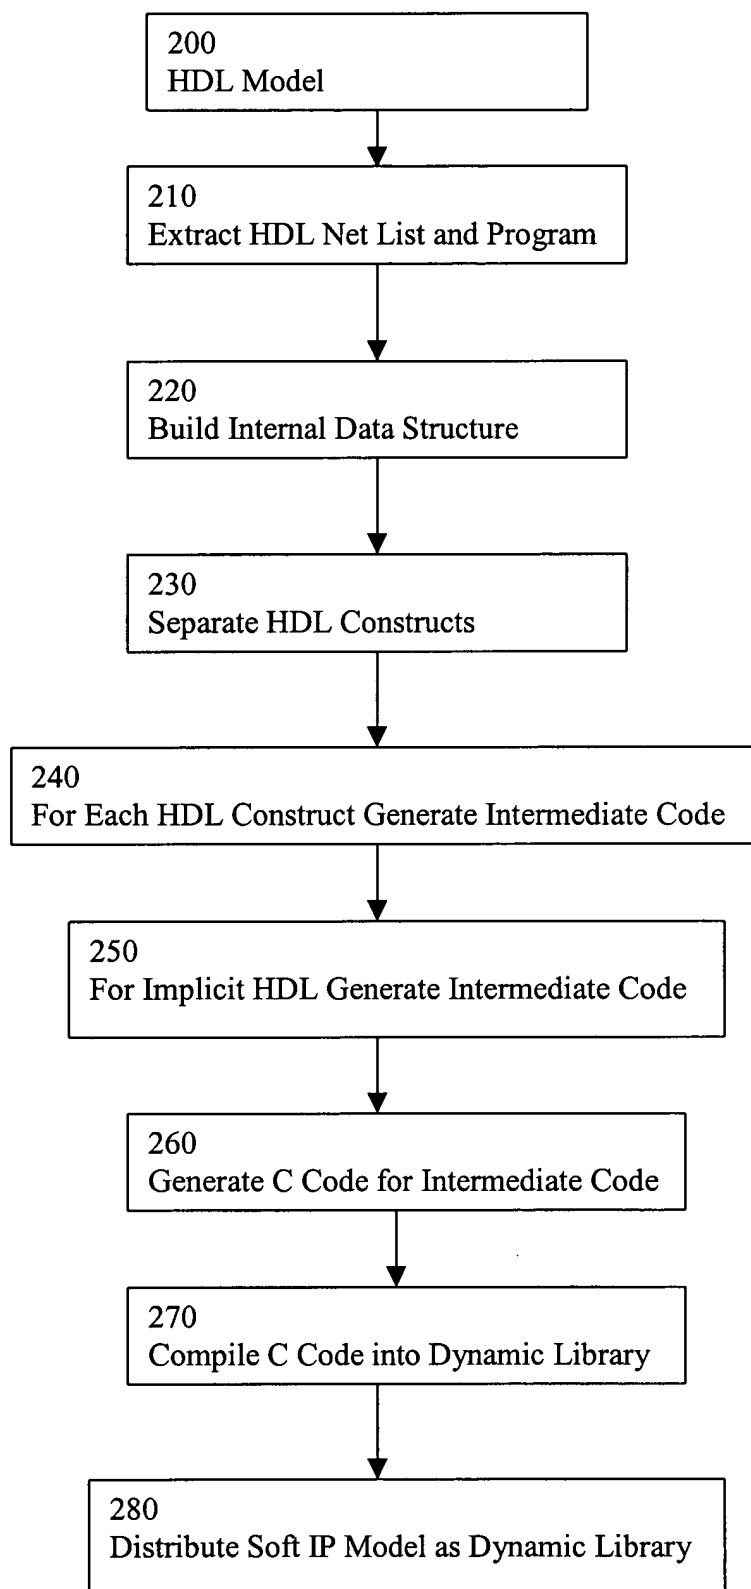 200
HDL Model
210
Extract HDL Net List and Program
220
Build Internal Data Structure
230
Separate HDL Constructs
240
For Each HDL Construct Generate Intermediate Code
250
For Implicit HDL Generate Intermediate Code
260
Generate C Code for Intermediate Code
270
Compile C Code into Dynamic Library
280
Distribute Soft IP Model as Dynamic Library